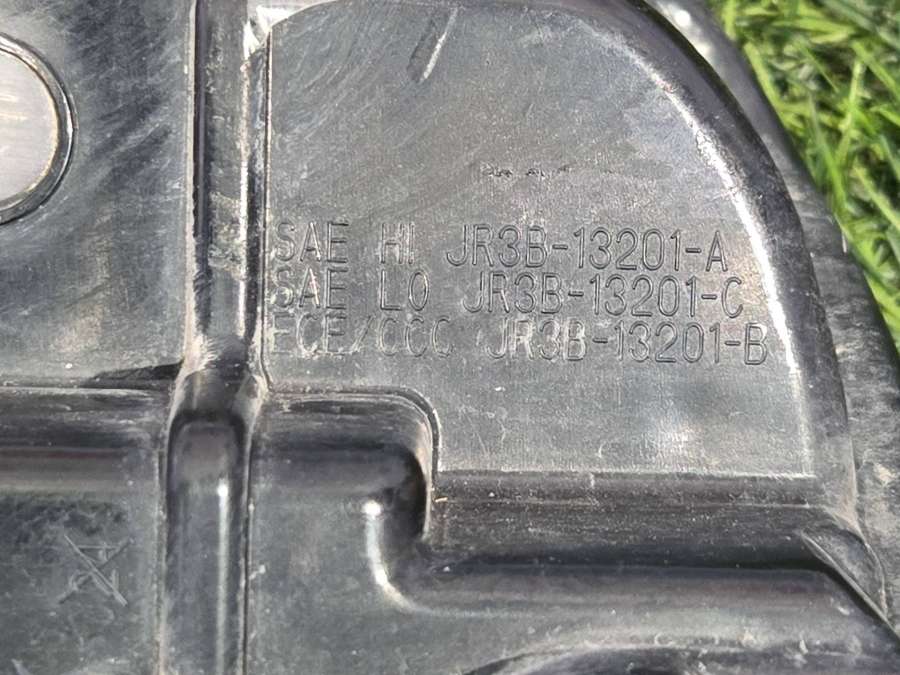 SAE HI JR3B-13201-A
SAE LO JR3B-13201-C
ECE/CCC JR3B-13201-B